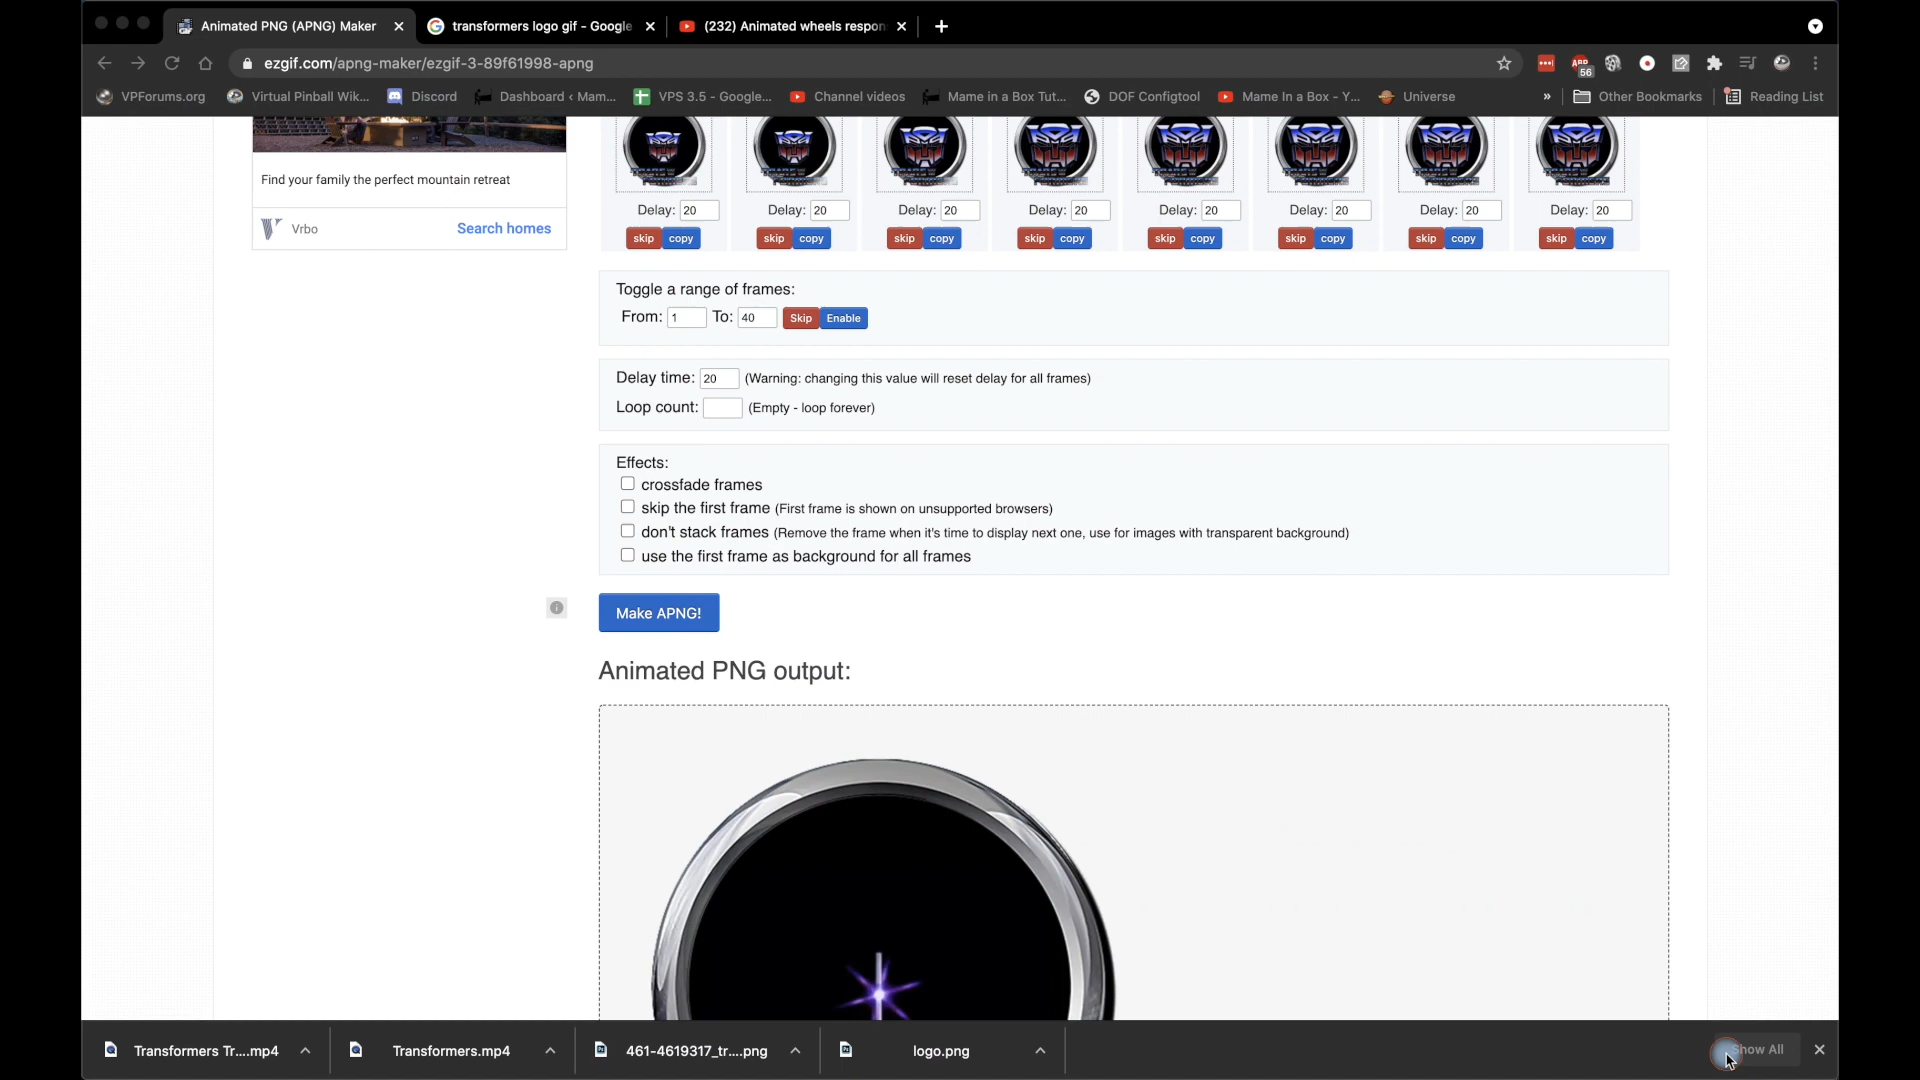 Animated PNG (APNG) Maker
transformers logo gif - Google
(232) Animated wheels respon
ezgif.com/apng-maker/ezgif-3-89f61998-apng
ABP
56
VPForums.org
Virtual Pinball Wik...
Discord
Dashboard ‹ Mam...
VPS 3.5 - Google...
Channel videos
Mame in a Box Tut...
DOF Configtool
Mame In a Box - Y...
Universe
»
Other Bookmarks
Reading List
Find your family the perfect mountain retreat
Vrbo
Search homes
Delay: 20 Delay: 20 Delay: 20 Delay: 20 Delay: 20 Delay: 20 Delay: 20 Delay: 20
skip copy skip copy skip copy skip copy skip copy skip copy skip copy skip copy
Toggle a range of frames:
From: 1 To: 40 Skip Enable
Delay time: 20 (Warning: changing this value will reset delay for all frames)
Loop count: (Empty - loop forever)
Effects:
crossfade frames
skip the first frame (First frame is shown on unsupported browsers)
don't stack frames (Remove the frame when it's time to display next one, use for images with transparent background)
use the first frame as background for all frames
Make APNG!
Animated PNG output:
Transformers Tr....mp4
Transformers.mp4
461-4619317_tr....png
logo.png
Show All